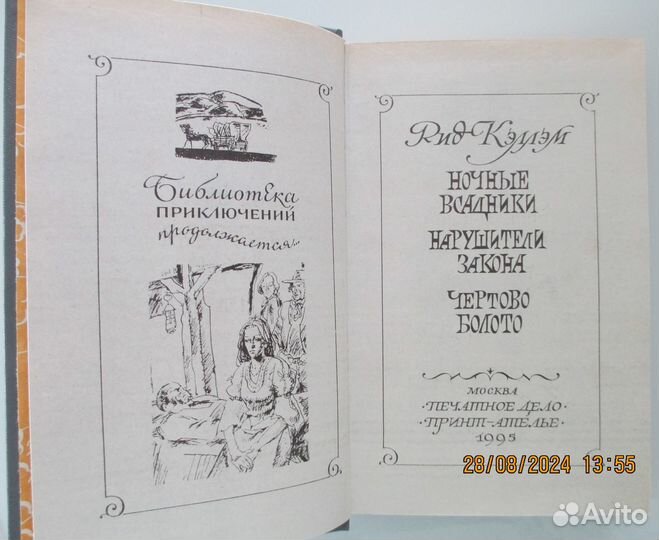 Библиотека
приключений
продолжается...
Рид Кэллэм
НОЧНЫЕ
ВСАДНИКИ
НАРУШИТЕЛИ
ЗАКОНА
ЧЕРТОВО
БОЛОТО
МОСКВА
·ПЕЧАТНОЕ ДЕЛО·
·ПРИНТ-АТЕЛЬЕ·
1995
28/08/2024 13:55
Avito